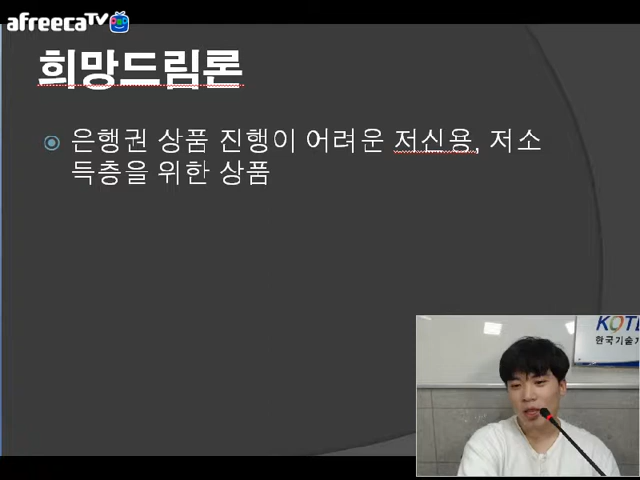 afreecaTV
희망드림론
은행권 상품 진행이 어려운 저신용, 저소
득층을 위한 상품
한국기술